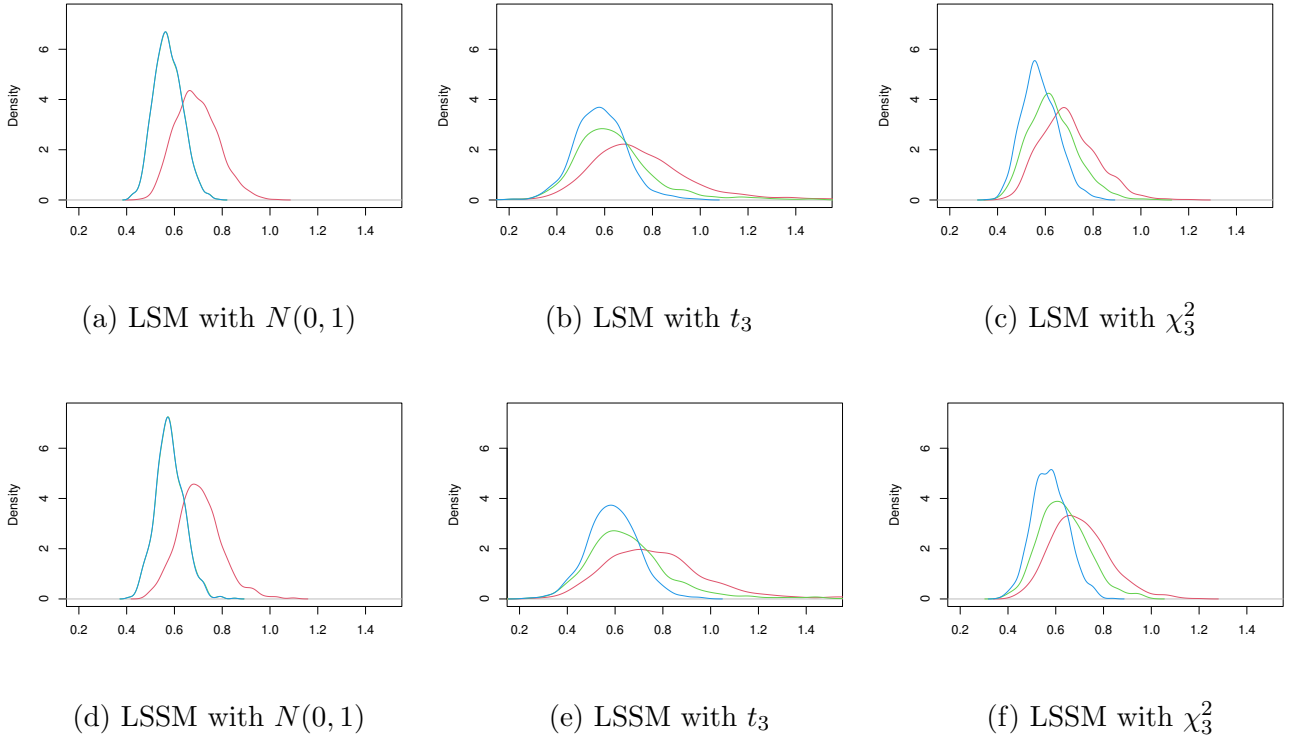 Density
0 2 4 6
0.2 0.4 0.6 0.8 1.0 1.2 1.4
0 2 4 6
0.2 0.4 0.6 0.8 1.0 1.2 1.4
Density
0 2 4 6
0.2 0.4 0.6 0.8 1.0 1.2 1.4
(a) LSM with N(0, 1)
(b) LSM with t₃
(c) LSM with χ²₃
Density
0 2 4 6
0.2 0.4 0.6 0.8 1.0 1.2 1.4
0 2 4 6
0.2 0.4 0.6 0.8 1.0 1.2 1.4
Density
0 2 4 6
0.2 0.4 0.6 0.8 1.0 1.2 1.4
(d) LSSM with N(0, 1)
(e) LSSM with t₃
(f) LSSM with χ²₃